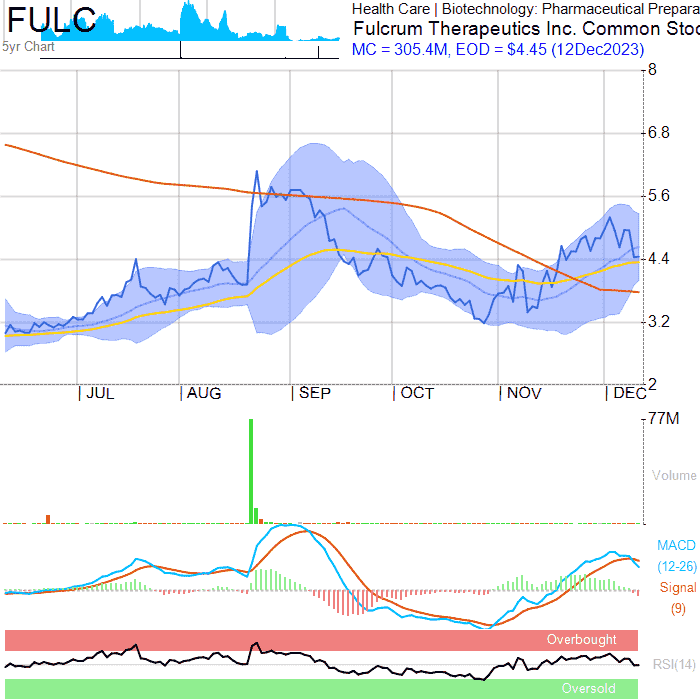 FULC
5yr Chart
Health Care | Biotechnology: Pharmaceutical Prepara
Fulcrum Therapeutics Inc. Common Stoc
MC = 305.4M, EOD = $4.45 (12Dec2023)
8
6.8
5.6
4.4
3.2
2
JUL
AUG
SEP
OCT
NOV
DEC
77M
Volume
MACD
(12-26)
Signal
(9)
Overbought
RSI(14)
Oversold